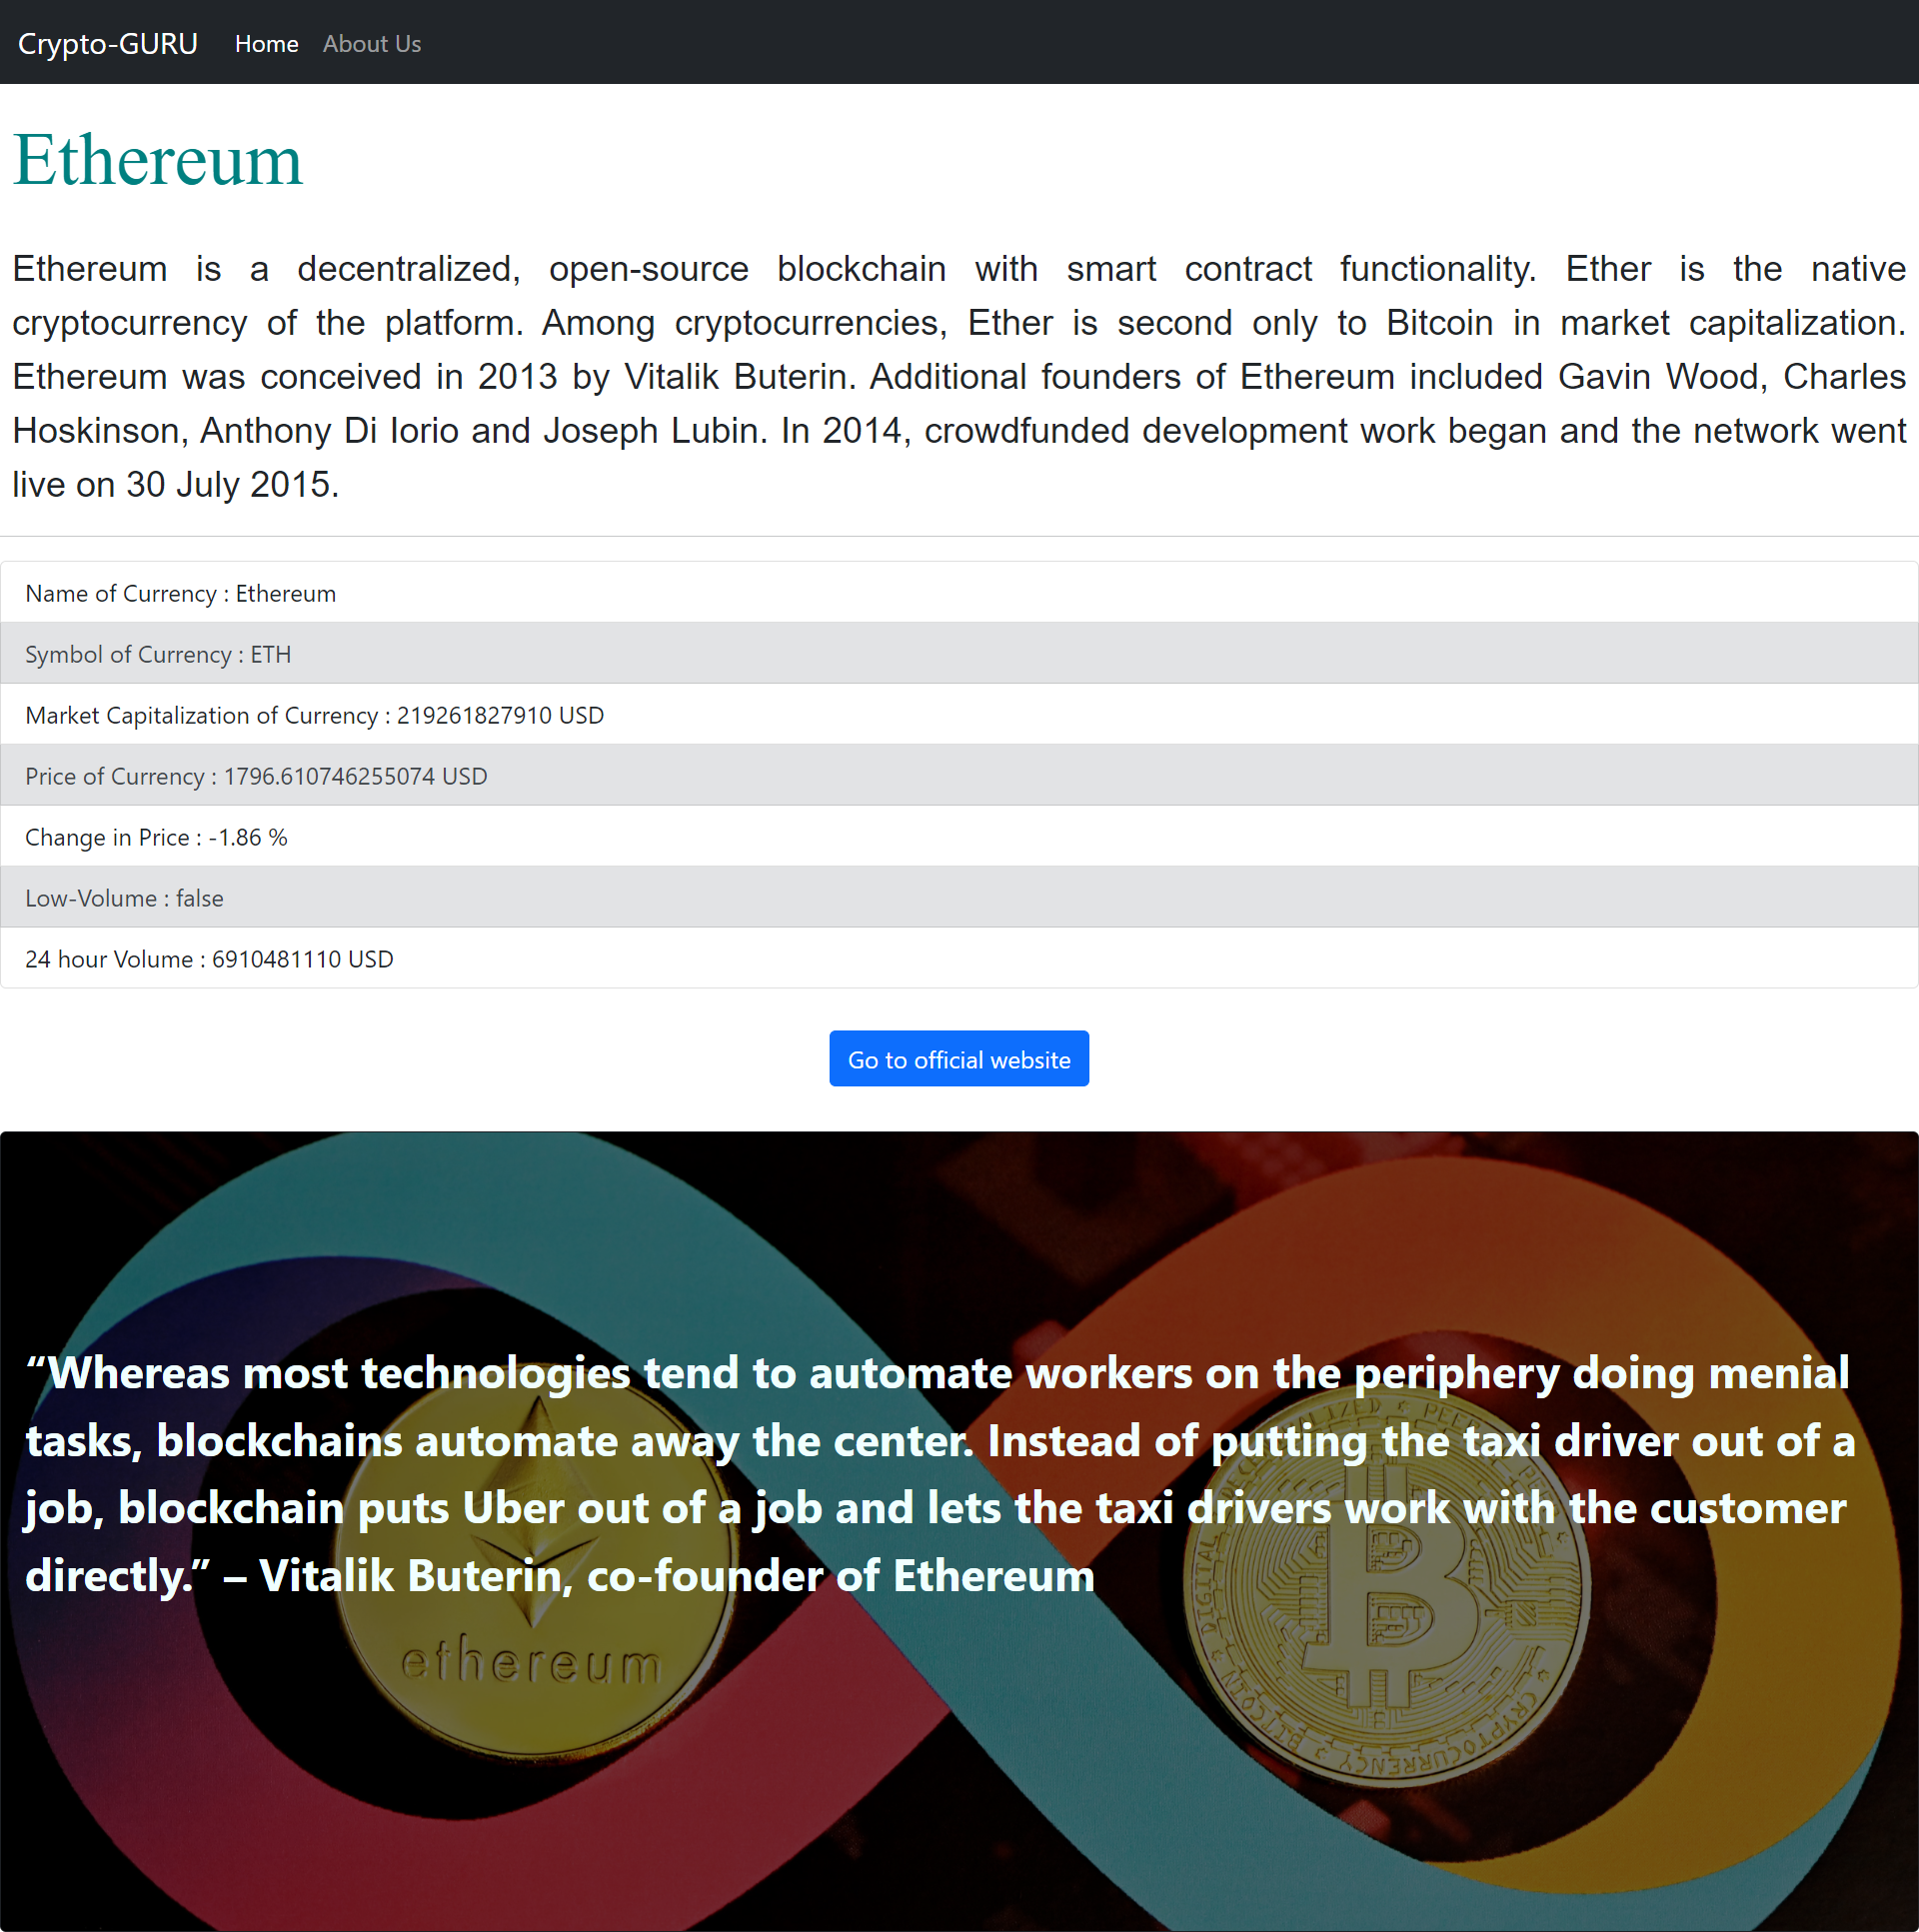 Crypto-GURU Home About Us
Ethereum
Ethereum is a decentralized, open-source blockchain with smart contract functionality. Ether is the native
cryptocurrency of the platform. Among cryptocurrencies, Ether is second only to Bitcoin in market capitalization.
Ethereum was conceived in 2013 by Vitalik Buterin. Additional founders of Ethereum included Gavin Wood, Charles
Hoskinson, Anthony Di Iorio and Joseph Lubin. In 2014, crowdfunded development work began and the network went
live on 30 July 2015.
Name of Currency : Ethereum
Symbol of Currency : ETH
Market Capitalization of Currency : 219261827910 USD
Price of Currency : 1796.610746255074 USD
Change in Price : -1.86 %
Low-Volume : false
24 hour Volume : 6910481110 USD
Go to official website
“Whereas most technologies tend to automate workers on the periphery doing menial
tasks, blockchains automate away the center. Instead of putting the taxi driver out of a
job, blockchain puts Uber out of a job and lets the taxi drivers work with the customer
directly.” – Vitalik Buterin, co-founder of Ethereum
ethereum
DIGITAL
BITCOIN
CRYPTOCURRENCY